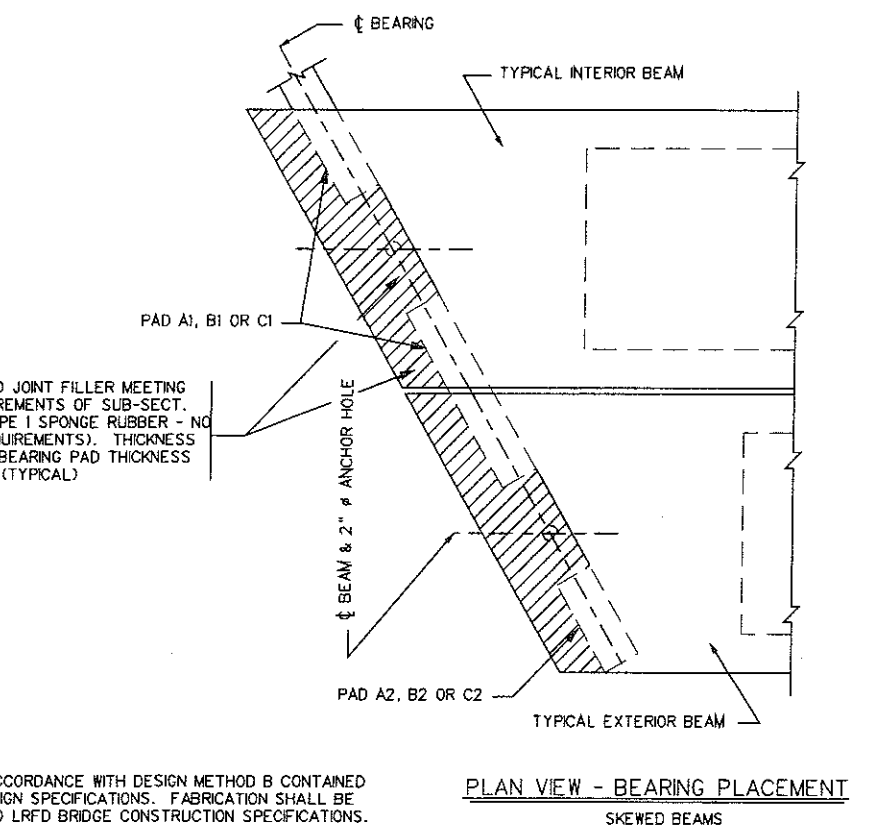 ℄ BEARING
TYPICAL INTERIOR BEAM
PAD A1, B1 OR C1
D JOINT FILLER MEETING
REMENTS OF SUB-SECT.
PE 1 SPONGE RUBBER - NO
QUIREMENTS). THICKNESS
BEARING PAD THICKNESS
(TYPICAL)
℄ BEAM & 2" ø ANCHOR HOLE
PAD A2, B2 OR C2
TYPICAL EXTERIOR BEAM
CCORDANCE WITH DESIGN METHOD B CONTAINED
IGN SPECIFICATIONS. FABRICATION SHALL BE
O LRFD BRIDGE CONSTRUCTION SPECIFICATIONS.
PLAN VIEW - BEARING PLACEMENT
SKEWED BEAMS